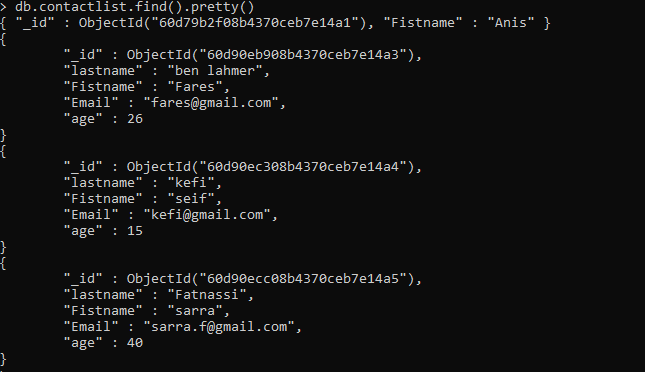 > db.contactlist.find().pretty()
{ "_id" : ObjectId("60d79b2f08b4370ceb7e14a1"), "Fistname" : "Anis" }
{
        "_id" : ObjectId("60d90eb908b4370ceb7e14a3"),
        "lastname" : "ben lahmer",
        "Fistname" : "Fares",
        "Email" : "fares@gmail.com",
        "age" : 26
}
{
        "_id" : ObjectId("60d90ec308b4370ceb7e14a4"),
        "lastname" : "kefi",
        "Fistname" : "seif",
        "Email" : "kefi@gmail.com",
        "age" : 15
}
{
        "_id" : ObjectId("60d90ecc08b4370ceb7e14a5"),
        "lastname" : "Fatnassi",
        "Fistname" : "sarra",
        "Email" : "sarra.f@gmail.com",
        "age" : 40
}